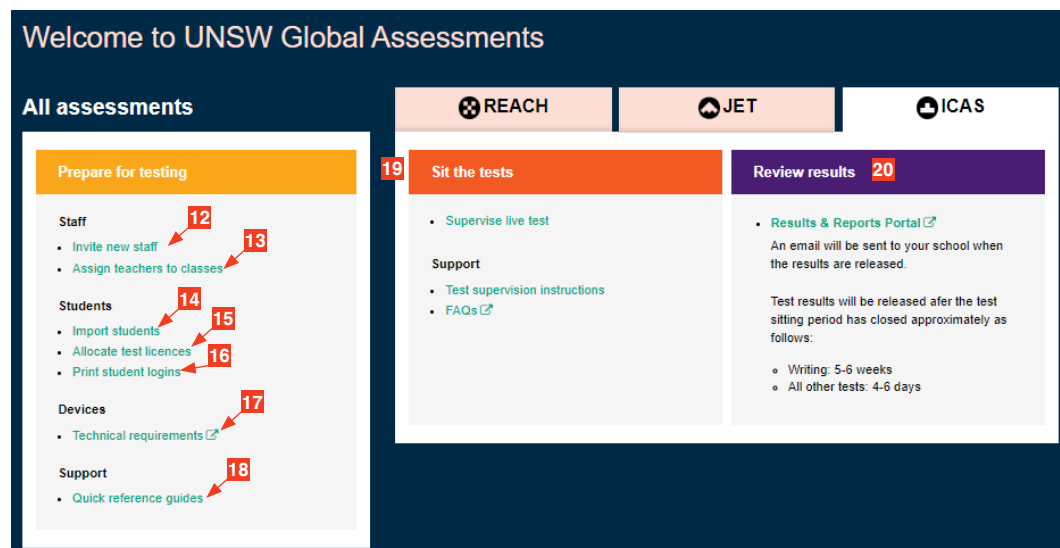 Welcome to UNSW Global Assessments
All assessments
Prepare for testing
Staff
12
Invite new staff
13
Assign teachers to classes
Students
14
Import students
15
Allocate test licences
16
Print student logins
Devices
17
Technical requirements
Support
18
Quick reference guides
REACH
JET
ICAS
19
Sit the tests
Supervise live test
Support
Test supervision instructions
FAQs
Review results
20
Results & Reports Portal
An email will be sent to your school when
the results are released.
Test results will be released afer the test
sitting period has closed approximately as
follows:
Writing: 5-6 weeks
All other tests: 4-6 days